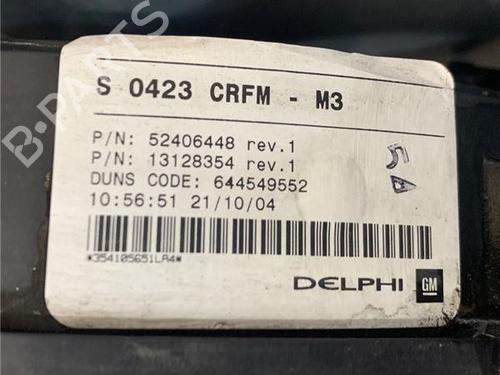 S 0423 CRFM - M3
P/N: 52406448 rev.1
P/N: 13128354 rev.1
DUNS CODE: 644549552
10:56:51 21/10/04
*354105651LA4*
DELPHI GM
B-PARTS